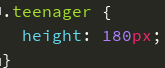 .teenager {
height: 180px;
}